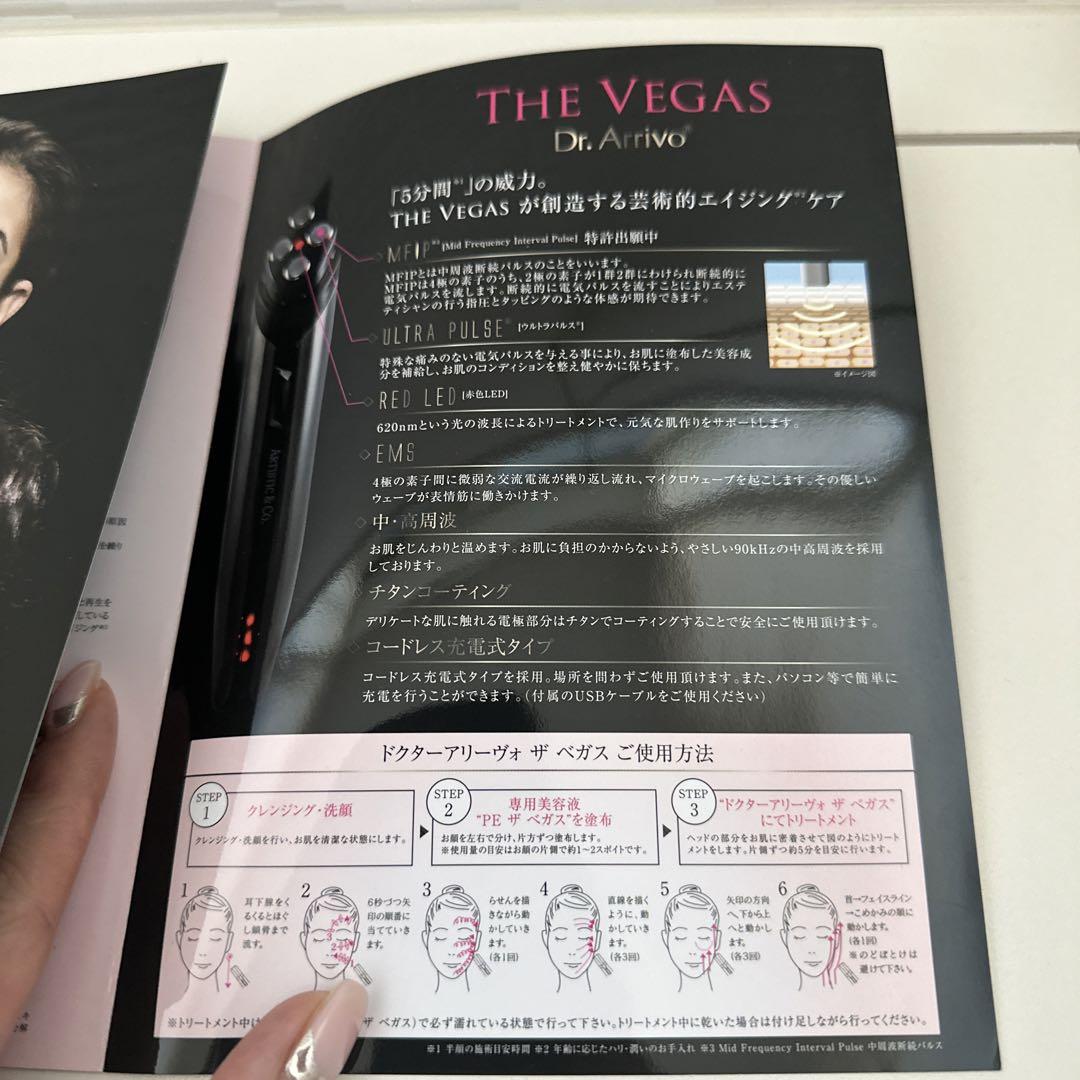 THE VEGAS
Dr. Arrivo®
「5分間※1」の威力。
THE VEGAS が創造する芸術的エイジング※2ケア
MFIP※3 [Mid Frequency Interval Pulse] 特許出願中
MFIPとは中周波断続パルスのことをいいます。
MFIPは4極の素子のうち、2極の素子が1群2群にわけられ断続的に
電気パルスを流します。断続的に電気パルスを流すことによりエステ
ティシャンの行う指圧とタッピングのような体感が期待できます。
※イメージ図
ULTRA PULSE® [ウルトラパルス®]
特殊な痛みのない電気パルスを与える事により、お肌に塗布した美容成
分を補給し、お肌のコンディションを整え健やかに保ちます。
RED LED [赤色LED]
620nmという光の波長によるトリートメントで、元気な肌作りをサポートします。
EMS
4極の素子間に微弱な交流電流が繰り返し流れ、マイクロウェーブを起こします。その優しい
ウェーブが表情筋に働きかけます。
中・高周波
お肌をじんわりと温めます。お肌に負担のかからないよう、やさしい90kHzの中高周波を採用
しております。
チタンコーティング
デリケートな肌に触れる電極部分はチタンでコーティングすることで安全にご使用頂けます。
コードレス充電式タイプ
コードレス充電式タイプを採用。場所を問わずご使用頂けます。また、パソコン等で簡単に
充電を行うことができます。(付属のUSBケーブルをご使用ください)
ARTISTIC & CO.
ドクターアリーヴォ ザ ベガス ご使用方法
STEP
1
クレンジング・洗顔
クレンジング・洗顔を行い、お肌を清潔な状態にします。
STEP
2
専用美容液
"PE ザ ベガス"を塗布
お顔を左右で分け、片方ずつ塗布します。
※使用量の目安はお顔の片側で約1~2スポイトです。
STEP
3
"ドクターアリーヴォ ザ ベガス"
にてトリートメント
ヘッドの部分をお肌に密着させて図のようにトリート
メントをします。片側ずつ約5分を目安に行います。
1
耳下腺をく
るくるとほぐ
し鎖骨まで
流す。
2
6秒づつ矢
印の順番に
当てていき
ます。
3
らせんを描
きながら動
かしていき
ます。
(各1回)
4
直線を描く
ように、動
かしていき
ます。
(各3回)
5
矢印の方向
へ下から上
へと動かし
ます。
(各3回)
6
首→フェイスライン
→こめかみの順に
動かします。
(各1回)
※のどぼとけは
避けて下さい。
※トリートメント中は ザ ベガス)で必ず濡れている状態で行って下さい。トリートメント中に乾いた場合は付け足しながら行ってください。
※1 半顔の施術目安時間 ※2 年齢に応じたハリ・潤いのお手入れ ※3 Mid Frequency Interval Pulse 中周波断続パルス